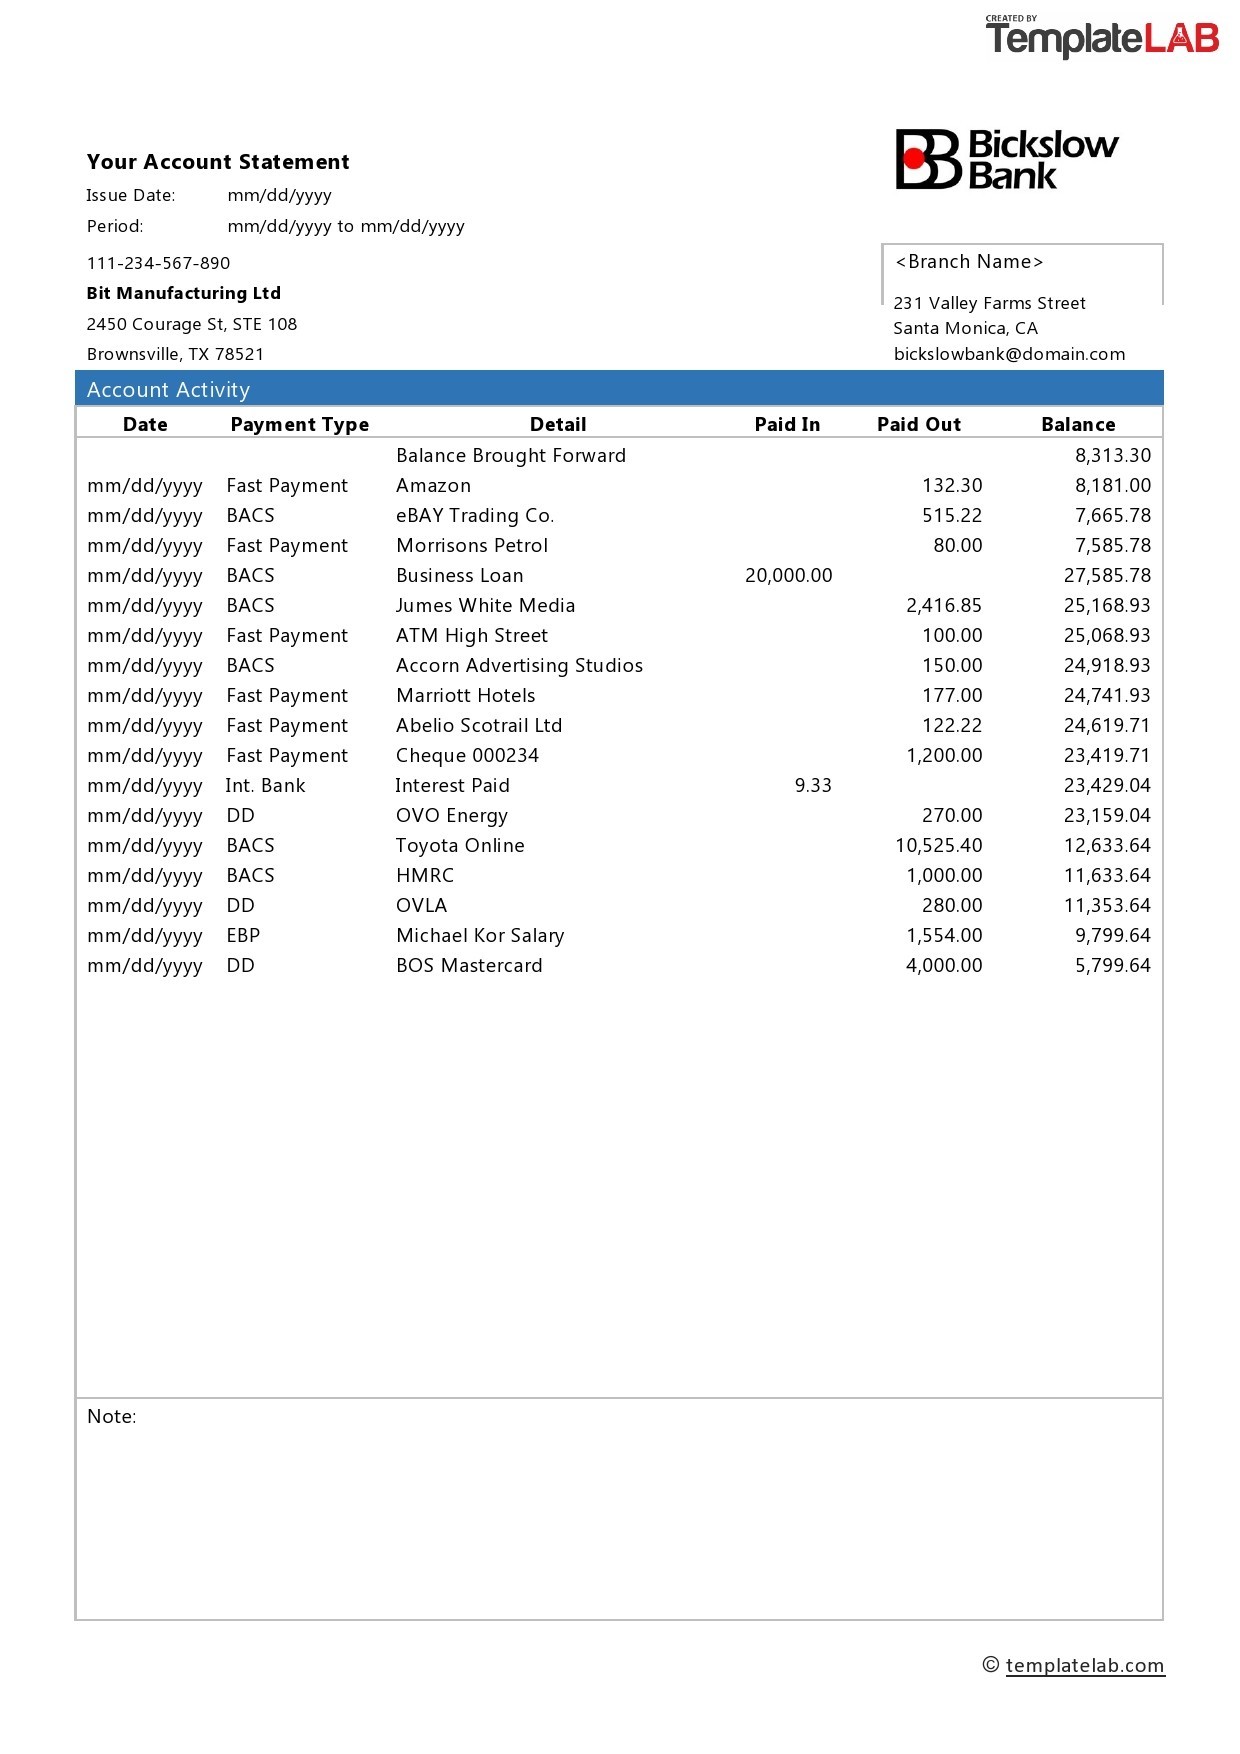 CREATED BY
TemplateLAB
Bickslow
Bank
Your Account Statement
Issue Date: mm/dd/yyyy
Period: mm/dd/yyyy to mm/dd/yyyy
111-234-567-890
Bit Manufacturing Ltd
2450 Courage St, STE 108
Brownsville, TX 78521
<Branch Name>
231 Valley Farms Street
Santa Monica, CA
bickslowbank@domain.com
Account Activity
Date Payment Type Detail Paid In Paid Out Balance
Balance Brought Forward 8,313.30
mm/dd/yyyy Fast Payment Amazon 132.30 8,181.00
mm/dd/yyyy BACS eBAY Trading Co. 515.22 7,665.78
mm/dd/yyyy Fast Payment Morrisons Petrol 80.00 7,585.78
mm/dd/yyyy BACS Business Loan 20,000.00 27,585.78
mm/dd/yyyy BACS Jumes White Media 2,416.85 25,168.93
mm/dd/yyyy Fast Payment ATM High Street 100.00 25,068.93
mm/dd/yyyy BACS Accorn Advertising Studios 150.00 24,918.93
mm/dd/yyyy Fast Payment Marriott Hotels 177.00 24,741.93
mm/dd/yyyy Fast Payment Abelio Scotrail Ltd 122.22 24,619.71
mm/dd/yyyy Fast Payment Cheque 000234 1,200.00 23,419.71
mm/dd/yyyy Int. Bank Interest Paid 9.33 23,429.04
mm/dd/yyyy DD OVO Energy 270.00 23,159.04
mm/dd/yyyy BACS Toyota Online 10,525.40 12,633.64
mm/dd/yyyy BACS HMRC 1,000.00 11,633.64
mm/dd/yyyy DD OVLA 280.00 11,353.64
mm/dd/yyyy EBP Michael Kor Salary 1,554.00 9,799.64
mm/dd/yyyy DD BOS Mastercard 4,000.00 5,799.64
Note:
© templatelab.com